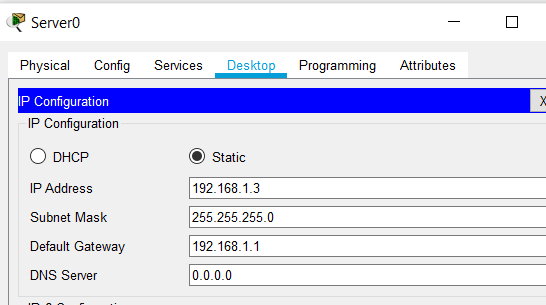 Server0
Physical Config Services Desktop Programming Attributes
IP Configuration X
IP Configuration
DHCP Static
IP Address 192.168.1.3
Subnet Mask 255.255.255.0
Default Gateway 192.168.1.1
DNS Server 0.0.0.0